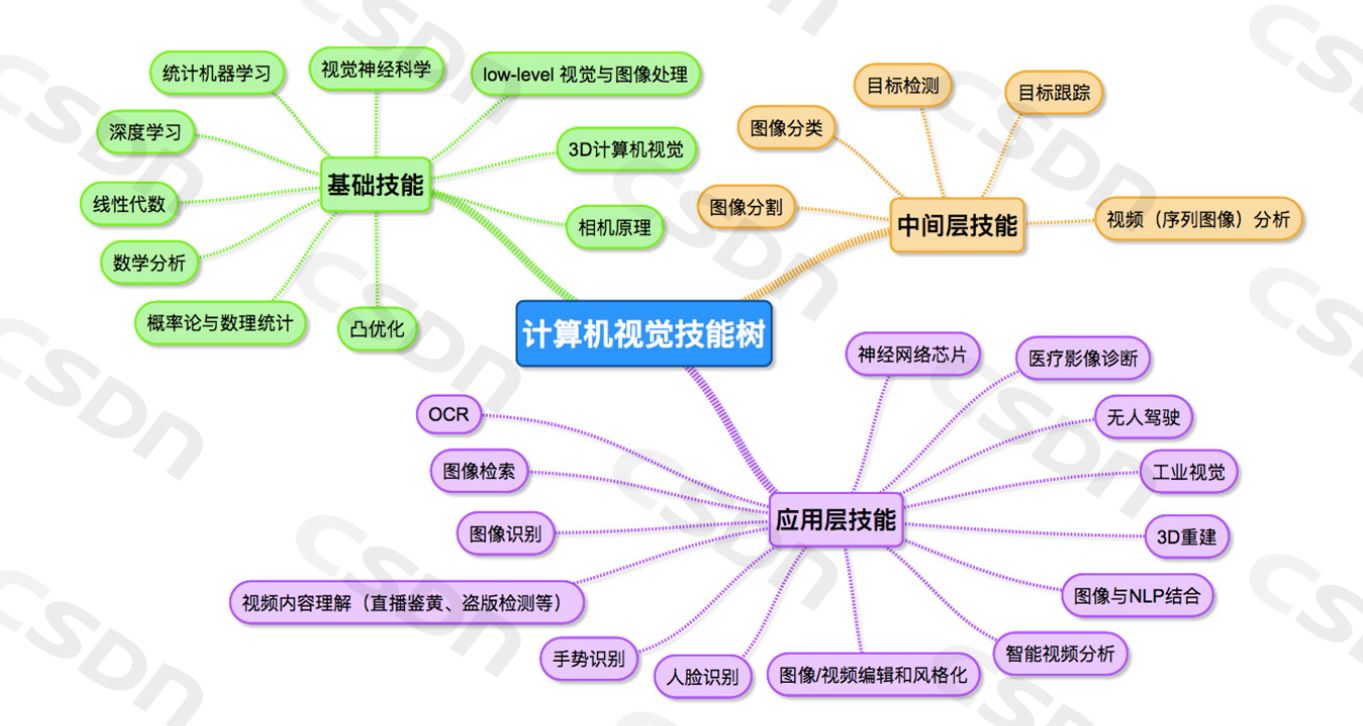 统计机器学习
视觉神经科学
low-level 视觉与图像处理
深度学习
3D计算机视觉
基础技能
线性代数
相机原理
数学分析
概率论与数理统计
凸优化
目标检测
目标跟踪
图像分类
图像分割
中间层技能
视频（序列图像）分析
计算机视觉技能树
神经网络芯片
医疗影像诊断
OCR
无人驾驶
图像检索
工业视觉
应用层技能
图像识别
3D重建
视频内容理解（直播鉴黄、盗版检测等）
图像与NLP结合
手势识别
人脸识别
图像/视频编辑和风格化
智能视频分析
CSDN
CSDN
CSDN
CSDN
CSDN
CSDN
CSDN
CSDN
CSDN
CSDN
CSDN